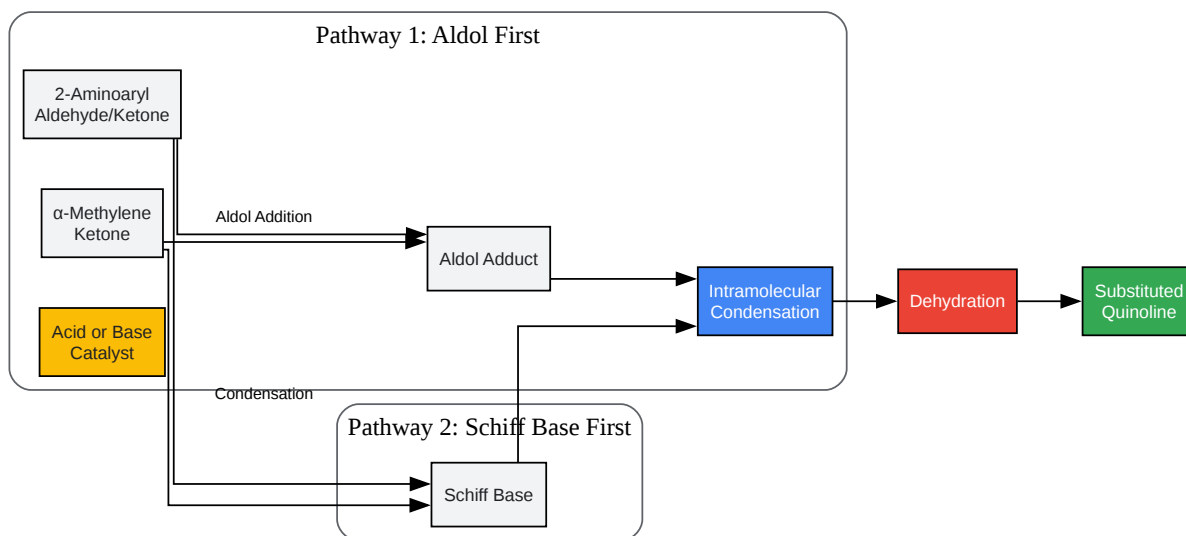 Pathway 1: Aldol First
2-Aminoaryl
Aldehyde/Ketone
α-Methylene
Ketone
Aldol Addition
Aldol Adduct
Intramolecular
Condensation
Dehydration
Substituted
Quinoline
Acid or Base
Catalyst
Condensation
Pathway 2: Schiff Base First
Schiff Base